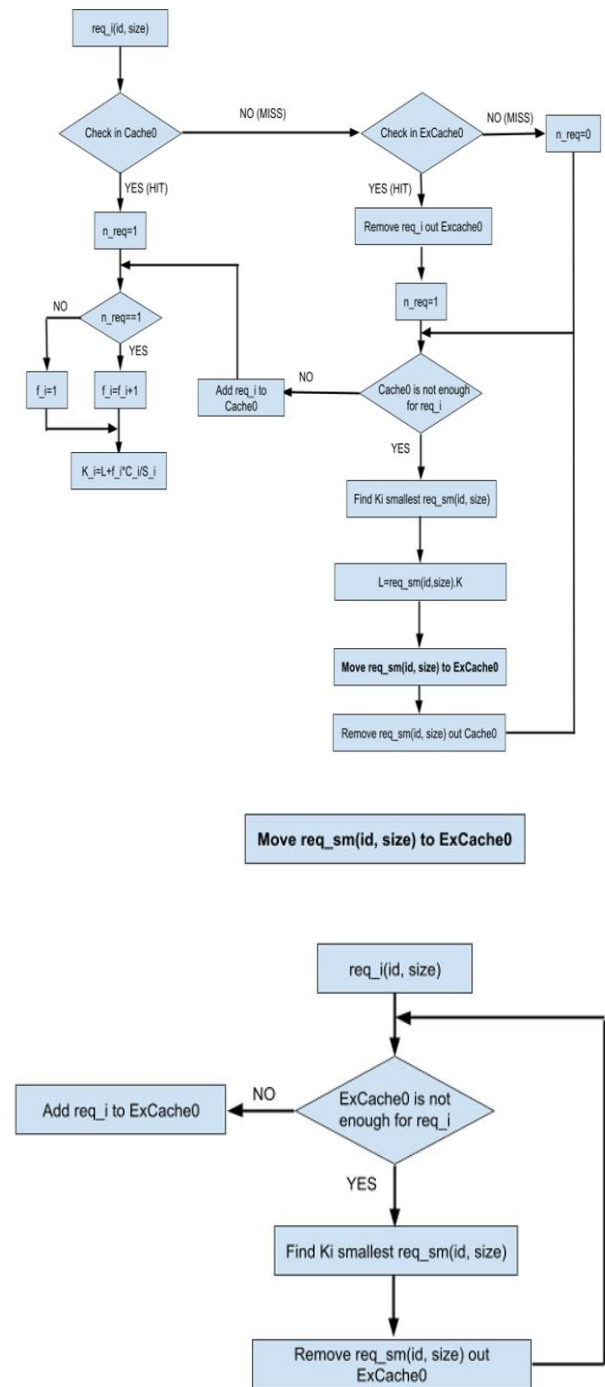 req_i(id, size)
Check in Cache0
NO (MISS)
Check in ExCache0
NO (MISS)
n_req=0
YES (HIT)
YES (HIT)
n_req=1
Remove req_i out Excache0
n_req=1
NO
n_req==1
YES
f_i=1
f_i=f_i+1
Add req_i to
Cache0
NO
Cache0 is not enough
for req_i
YES
K_i=L+f_i*C_i/S_i
Find Ki smallest req_sm(id, size)
L=req_sm(id,size).K
Move req_sm(id, size) to ExCache0
Remove req_sm(id, size) out Cache0
Move req_sm(id, size) to ExCache0
req_i(id, size)
ExCache0 is not
enough for req_i
NO
Add req_i to ExCache0
YES
Find Ki smallest req_sm(id, size)
Remove req_sm(id, size) out
ExCache0